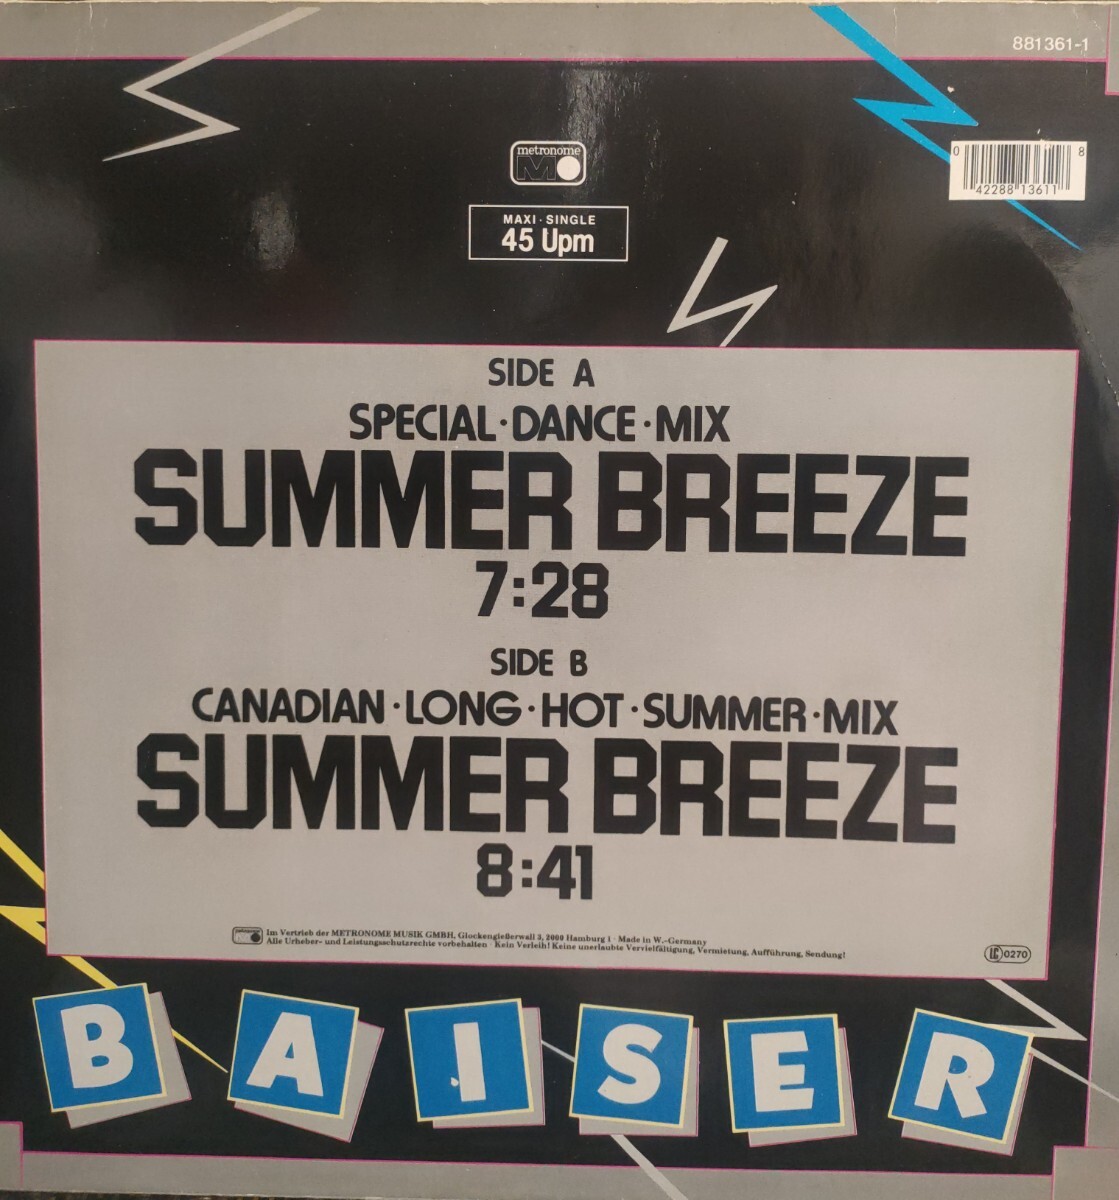 881361-1
metronome
0 42288 13611 8
MAXI·SINGLE
45 Upm
SIDE A
SPECIAL·DANCE·MIX
SUMMER BREEZE
7:28
SIDE B
CANADIAN·LONG·HOT·SUMMER·MIX
SUMMER BREEZE
8:41
Im Vertrieb der METRONOME MUSIK GMBH, Glockengießerwall 3, 2000 Hamburg 1 · Made in W.-Germany
Alle Urheber- und Leistungsschutzrechte vorbehalten · Kein Verleih! Keine unerlaubte Vervielfältigung, Vermietung, Aufführung, Sendung!
LC 0270
BAISER